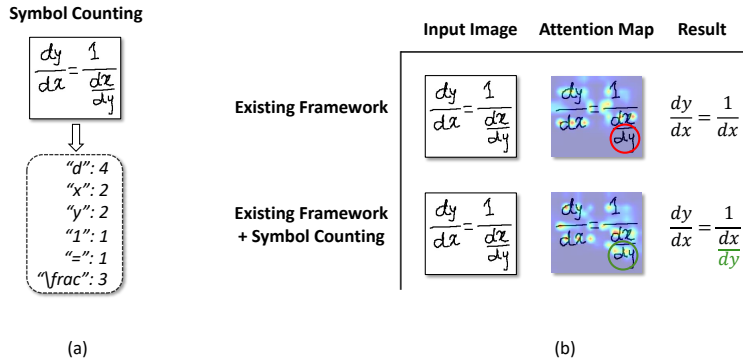 Symbol Counting
dy/dx = 1/(dx/dy)
"d": 4
"x": 2
"y": 2
"1": 1
"=": 1
"\frac": 3
(a)
Input Image Attention Map Result
Existing Framework
dy/dx = 1/(dx/dy)
dy/dx = 1/(dx/dy)
dy/dx = 1/dx
Existing Framework
+ Symbol Counting
dy/dx = 1/(dx/dy)
dy/dx = 1/(dx/dy)
dy/dx = 1/(dx/dy)
(b)